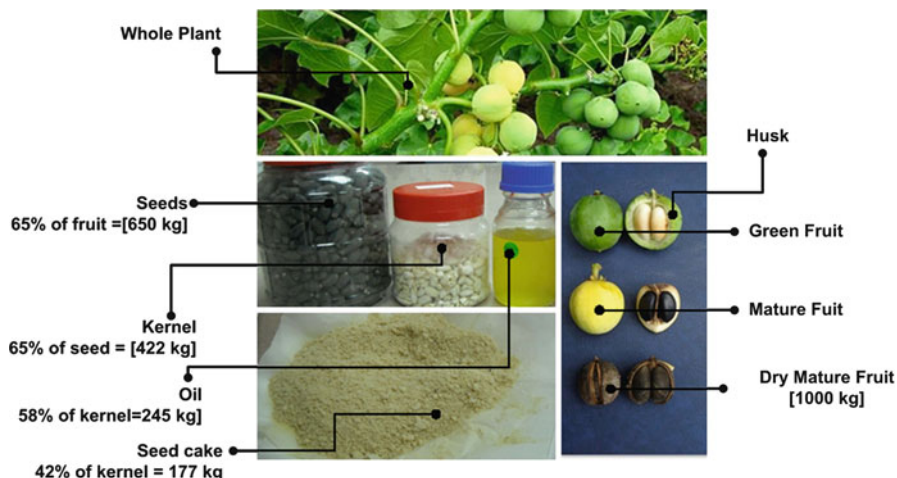 Whole Plant
Husk
Seeds
65% of fruit =[650 kg]
Green Fruit
Kernel
65% of seed = [422 kg]
Mature Fuit
Oil
58% of kernel=245 kg]
Dry Mature Fruit
[1000 kg]
Seed cake
42% of kernel = 177 kg